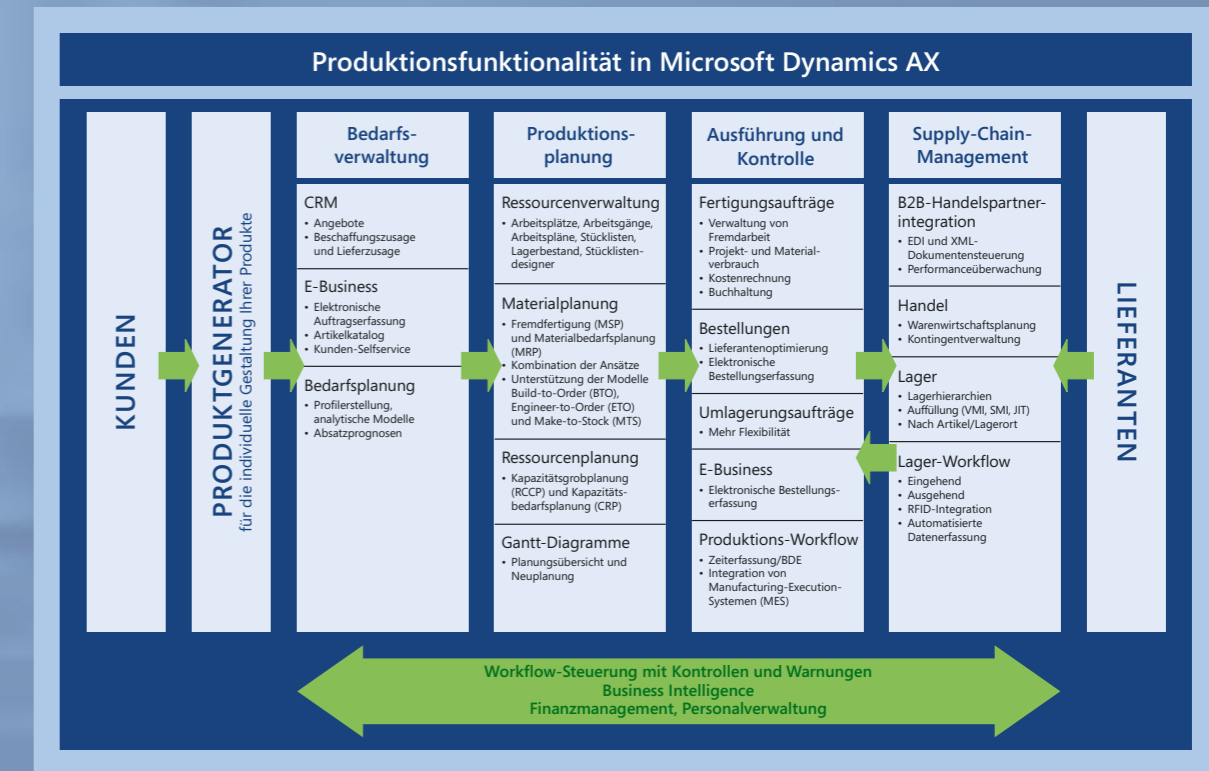 Produktionsfunktionalität in Microsoft Dynamics AX
KUNDEN
PRODUKTGENERATOR
für die individuelle Gestaltung Ihrer Produkte
Bedarfs-
verwaltung
CRM
• Angebote
• Beschaffungszusage
und Lieferzusage
E-Business
• Elektronische
Auftragserfassung
• Artikelkatalog
• Kunden-Selfservice
Bedarfsplanung
• Profilerstellung,
analytische Modelle
• Absatzprognosen
Produktions-
planung
Ressourcenverwaltung
• Arbeitsplätze, Arbeitsgänge,
Arbeitspläne, Stücklisten,
Lagerbestand, Stücklisten-
designer
Materialplanung
• Fremdfertigung (MSP)
und Materialbedarfsplanung
(MRP)
• Kombination der Ansätze
• Unterstützung der Modelle
Build-to-Order (BTO),
Engineer-to-Order (ETO)
und Make-to-Stock (MTS)
Ressourcenplanung
• Kapazitätsgrobplanung
(RCCP) und Kapazitäts-
bedarfsplanung (CRP)
Gantt-Diagramme
• Planungsübersicht und
Neuplanung
Ausführung und
Kontrolle
Fertigungsaufträge
• Verwaltung von
Fremdarbeit
• Projekt- und Material-
verbrauch
• Kostenrechnung
• Buchhaltung
Bestellungen
• Lieferantenoptimierung
• Elektronische
Bestellungserfassung
Umlagerungsaufträge
• Mehr Flexibilität
E-Business
• Elektronische Bestellungs-
erfassung
Produktions-Workflow
• Zeiterfassung/BDE
• Integration von
Manufacturing-Execution-
Systemen (MES)
Supply-Chain-
Management
B2B-Handelspartner-
integration
• EDI und XML-
Dokumentensteuerung
• Performanceüberwachung
Handel
• Warenwirtschaftsplanung
• Kontingentverwaltung
Lager
• Lagerhierarchien
• Auffüllung (VMI, SMI, JIT)
• Nach Artikel/Lagerort
Lager-Workflow
• Eingehend
• Ausgehend
• RFID-Integration
• Automatisierte
Datenerfassung
LIEFERANTEN
Workflow-Steuerung mit Kontrollen und Warnungen
Business Intelligence
Finanzmanagement, Personalverwaltung